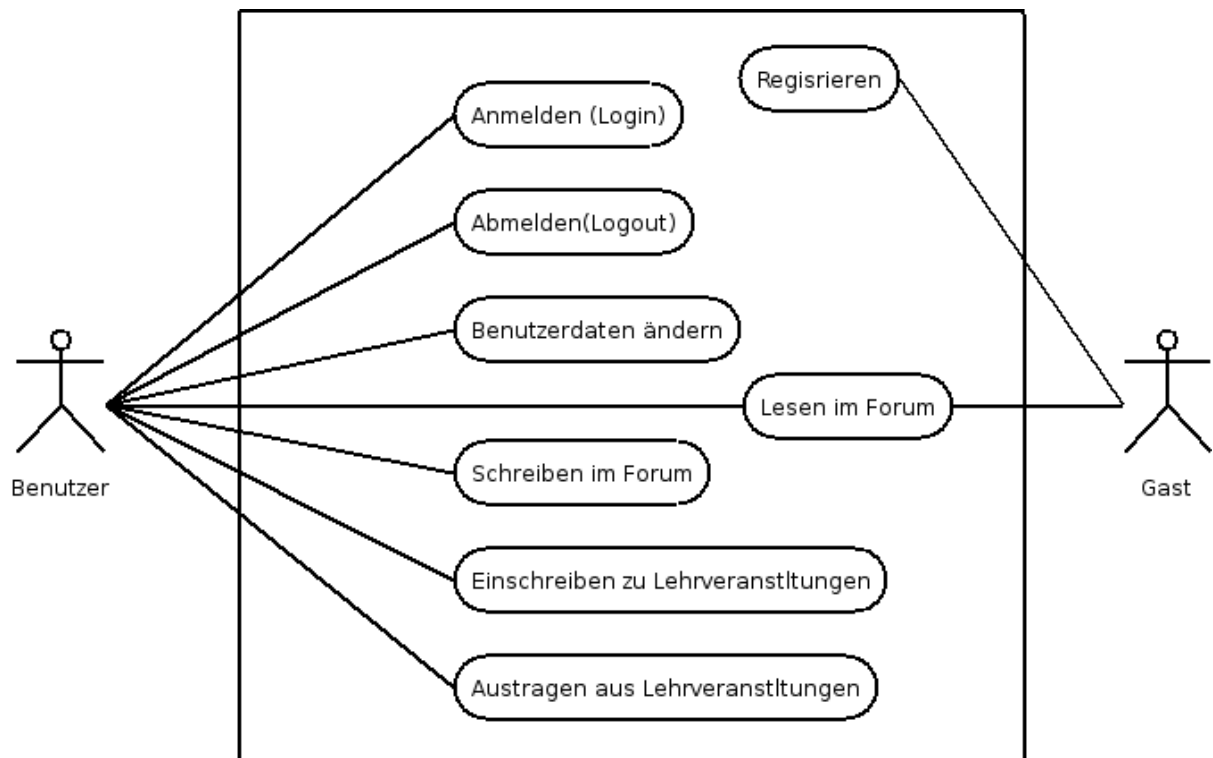 Regisrieren
Anmelden (Login)
Abmelden(Logout)
Benutzerdaten ändern
Lesen im Forum
Schreiben im Forum
Benutzer
Gast
Einschreiben zu Lehrveranstltungen
Austragen aus Lehrveranstltungen